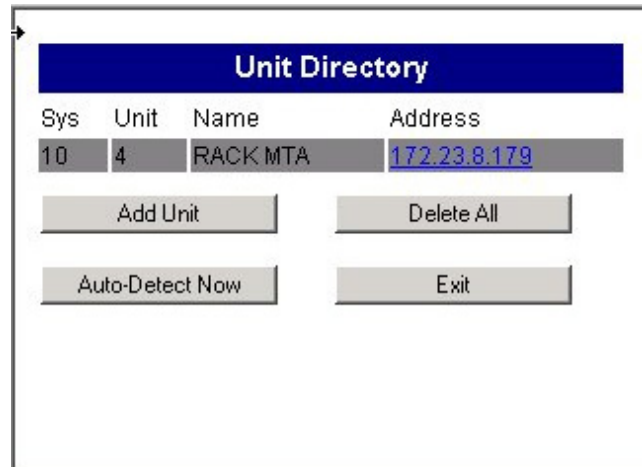 Unit Directory
Sys Unit Name Address
10 4 RACK MTA 172.23.8.179
Add Unit Delete All
Auto-Detect Now Exit